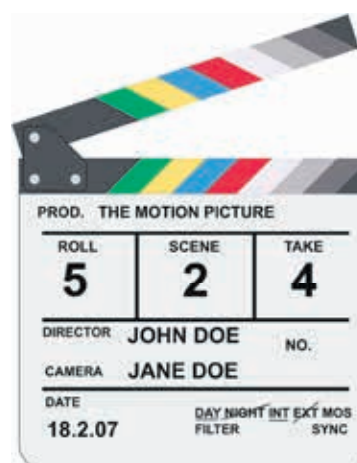 PROD. THE MOTION PICTURE
ROLL SCENE TAKE
5 2 4
DIRECTOR JOHN DOE NO.
CAMERA JANE DOE
DATE DAY NIGHT INT EXT MOS
18.2.07 FILTER SYNC